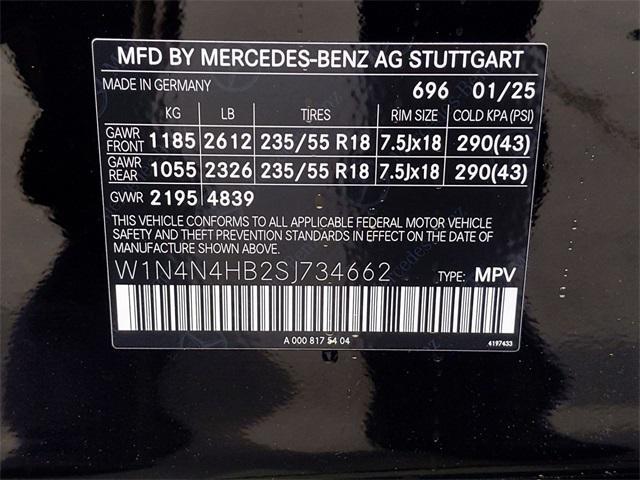 MFD BY MERCEDES-BENZ AG STUTTGART
MADE IN GERMANY 696 01/25
KG LB TIRES RIM SIZE COLD KPA(PSI)
GAWR FRONT 1185 2612 235/55 R18 7.5Jx18 290(43)
GAWR REAR 1055 2326 235/55 R18 7.5Jx18 290(43)
GVWR 2195 4839
THIS VEHICLE CONFORMS TO ALL APPLICABLE FEDERAL MOTOR VEHICLE
SAFETY AND THEFT PREVENTION STANDARDS IN EFFECT ON THE DATE OF
MANUFACTURE SHOWN ABOVE.
W1N4N4HB2SJ734662 TYPE: MPV
A 000 817 54 04 4197433